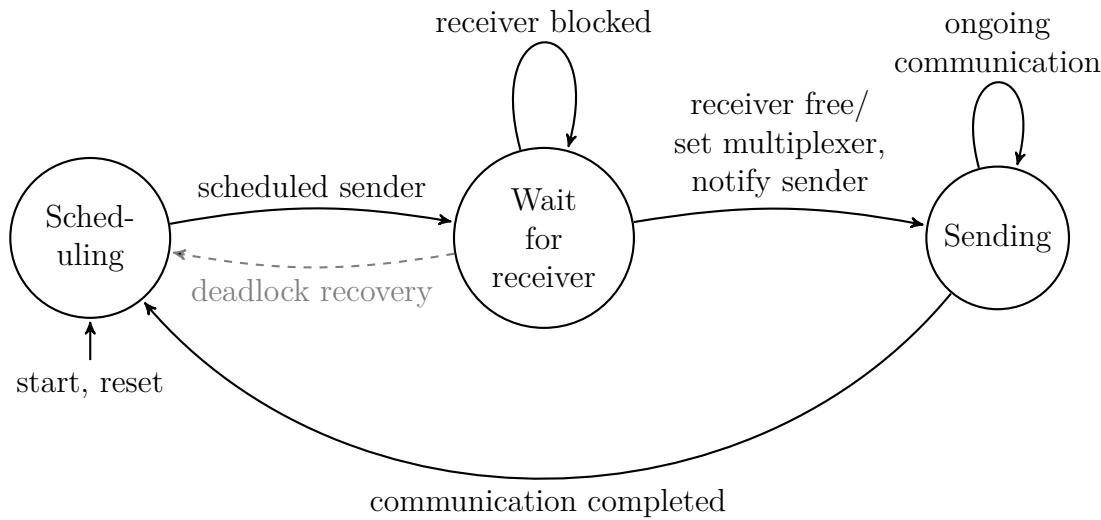 receiver blocked
ongoing
communication
receiver free/
set multiplexer,
notify sender
scheduled sender
Sched-
uling
Wait
for
receiver
Sending
deadlock recovery
start, reset
communication completed